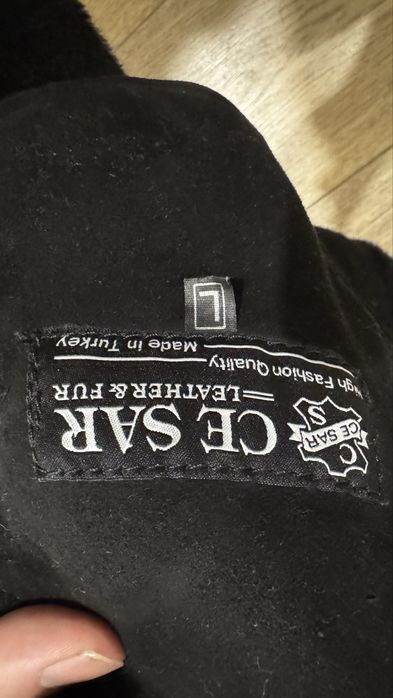 C
CE SAR
S
CE SAR
LEATHER & FUR
High Fashion Quality
Made in Turkey
L